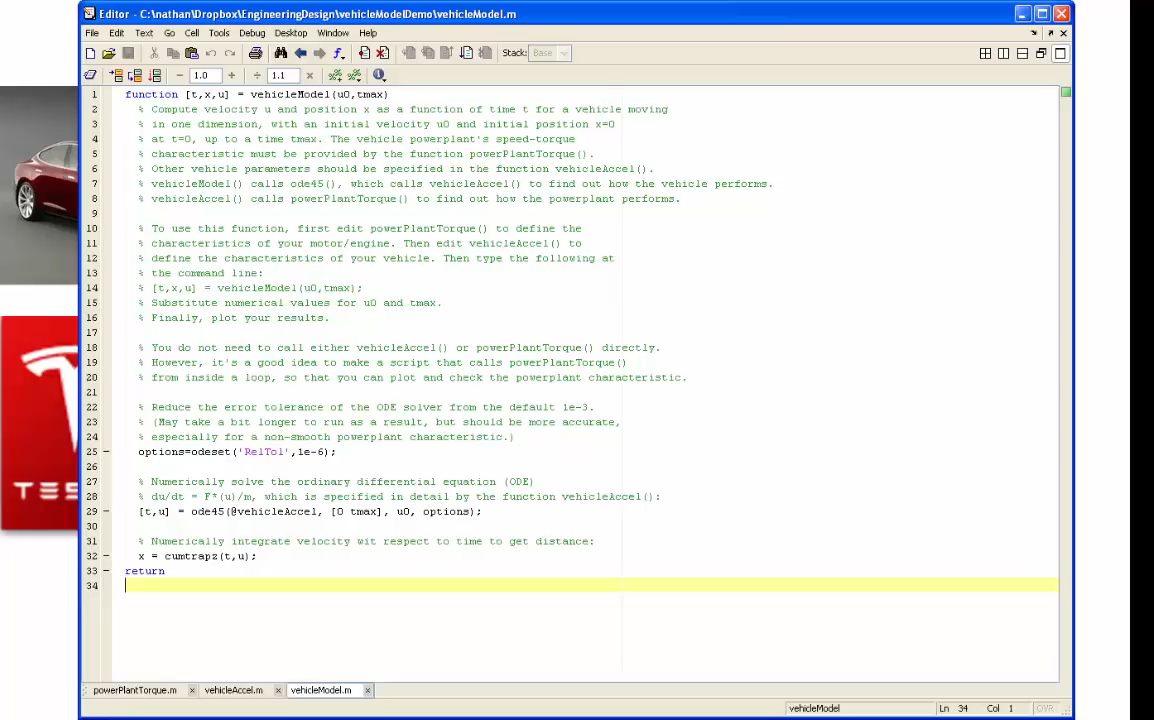 Editor - C:\nathan\Dropbox\EngineeringDesign\vehicleModelDemo\vehicleModel.m
File Edit Text Go Cell Tools Debug Desktop Window Help
Stack: Base
1.0 1.1
1 function [t,x,u] = vehicleModel(u0,tmax)
2 % Compute velocity u and position x as a function of time t for a vehicle moving
3 % in one dimension, with an initial velocity u0 and initial position x=0
4 % at t=0, up to a time tmax. The vehicle powerplant's speed-torque
5 % characteristic must be provided by the function powerPlantTorque().
6 % Other vehicle parameters should be specified in the function vehicleAccel().
7 % vehicleModel() calls ode45(), which calls vehicleAccel() to find out how the vehicle performs.
8 % vehicleAccel() calls powerPlantTorque() to find out how the powerplant performs.
9
10 % To use this function, first edit powerPlantTorque() to define the
11 % characteristics of your motor/engine. Then edit vehicleAccel() to
12 % define the characteristics of your vehicle. Then type the following at
13 % the command line:
14 % [t,x,u] = vehicleModel(u0,tmax);
15 % Substitute numerical values for u0 and tmax.
16 % Finally, plot your results.
17
18 % You do not need to call either vehicleAccel() or powerPlantTorque() directly.
19 % However, it's a good idea to make a script that calls powerPlantTorque()
20 % from inside a loop, so that you can plot and check the powerplant characteristic.
21
22 % Reduce the error tolerance of the ODE solver from the default 1e-3.
23 % (May take a bit longer to run as a result, but should be more accurate,
24 % especially for a non-smooth powerplant characteristic.)
25 - options=odeset('RelTol',1e-6);
26
27 % Numerically solve the ordinary differential equation (ODE)
28 % du/dt = F*(u)/m, which is specified in detail by the function vehicleAccel():
29 - [t,u] = ode45(@vehicleAccel, [0 tmax], u0, options);
30
31 % Numerically integrate velocity wit respect to time to get distance:
32 - x = cumtrapz(t,u);
33 - return
34
TES
powerPlantTorque.m × vehicleAccel.m × vehicleModel.m ×
vehicleModel Ln 34 Col 1 OVR